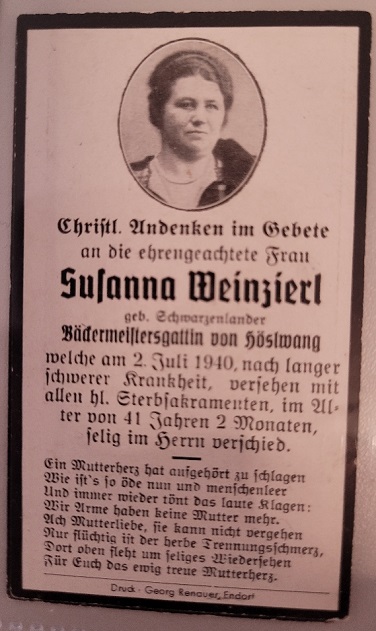 Christl. Andenken im Gebete
an die ehrengeachtete Frau
Susanna Weinzierl
geb. Schwarzenlander
Bäckermeistersgattin von Höslwang
welche am 2. Juli 1940, nach langer
schwerer Krankheit, versehen mit
allen hl. Sterbsakramenten, im Al-
ter von 41 Jahren 2 Monaten,
selig im Herrn verschied.
Ein Mutterherz hat aufgehört zu schlagen
Wie ist's so öde nun und menschenleer
Und immer wieder tönt das laute Klagen:
Wir Arme haben keine Mutter mehr.
Ach Mutterliebe, sie kann nicht vergehen
Nur flüchtig ist der herbe Trennungsschmerz,
Dort oben fleht um seliges Wiedersehen
Für Euch das ewig treue Mutterherz.
Druck - Georg Renauer, Endorf